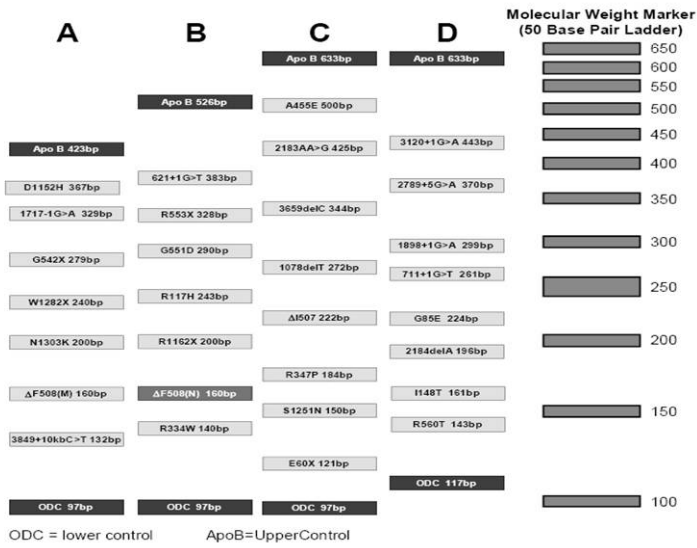 A
B
C
D
Molecular Weight Marker
(50 Base Pair Ladder)
Apo B 423bp
D1152H 367bp
1717-1G>A 329bp
G542X 279bp
W1282X 240bp
N1303K 200bp
ΔF508(M) 160bp
3849+10kbC>T 132bp
ODC 97bp
Apo B 526bp
621+1G>T 383bp
R553X 328bp
G551D 290bp
R117H 243bp
R1162X 200bp
ΔF508(N) 160bp
R334W 140bp
ODC 97bp
Apo B 633bp
A455E 500bp
2183AA>G 425bp
3659delC 344bp
1078delT 272bp
ΔI507 222bp
R347P 184bp
S1251N 150bp
E60X 121bp
ODC 97bp
Apo B 633bp
3120+1G>A 443bp
2789+5G>A 370bp
1898+1G>A 299bp
711+1G>T 261bp
G85E 224bp
2184delA 196bp
I148T 161bp
R560T 143bp
ODC 117bp
650
600
550
500
450
400
350
300
250
200
150
100
ODC = lower control ApoB=UpperControl